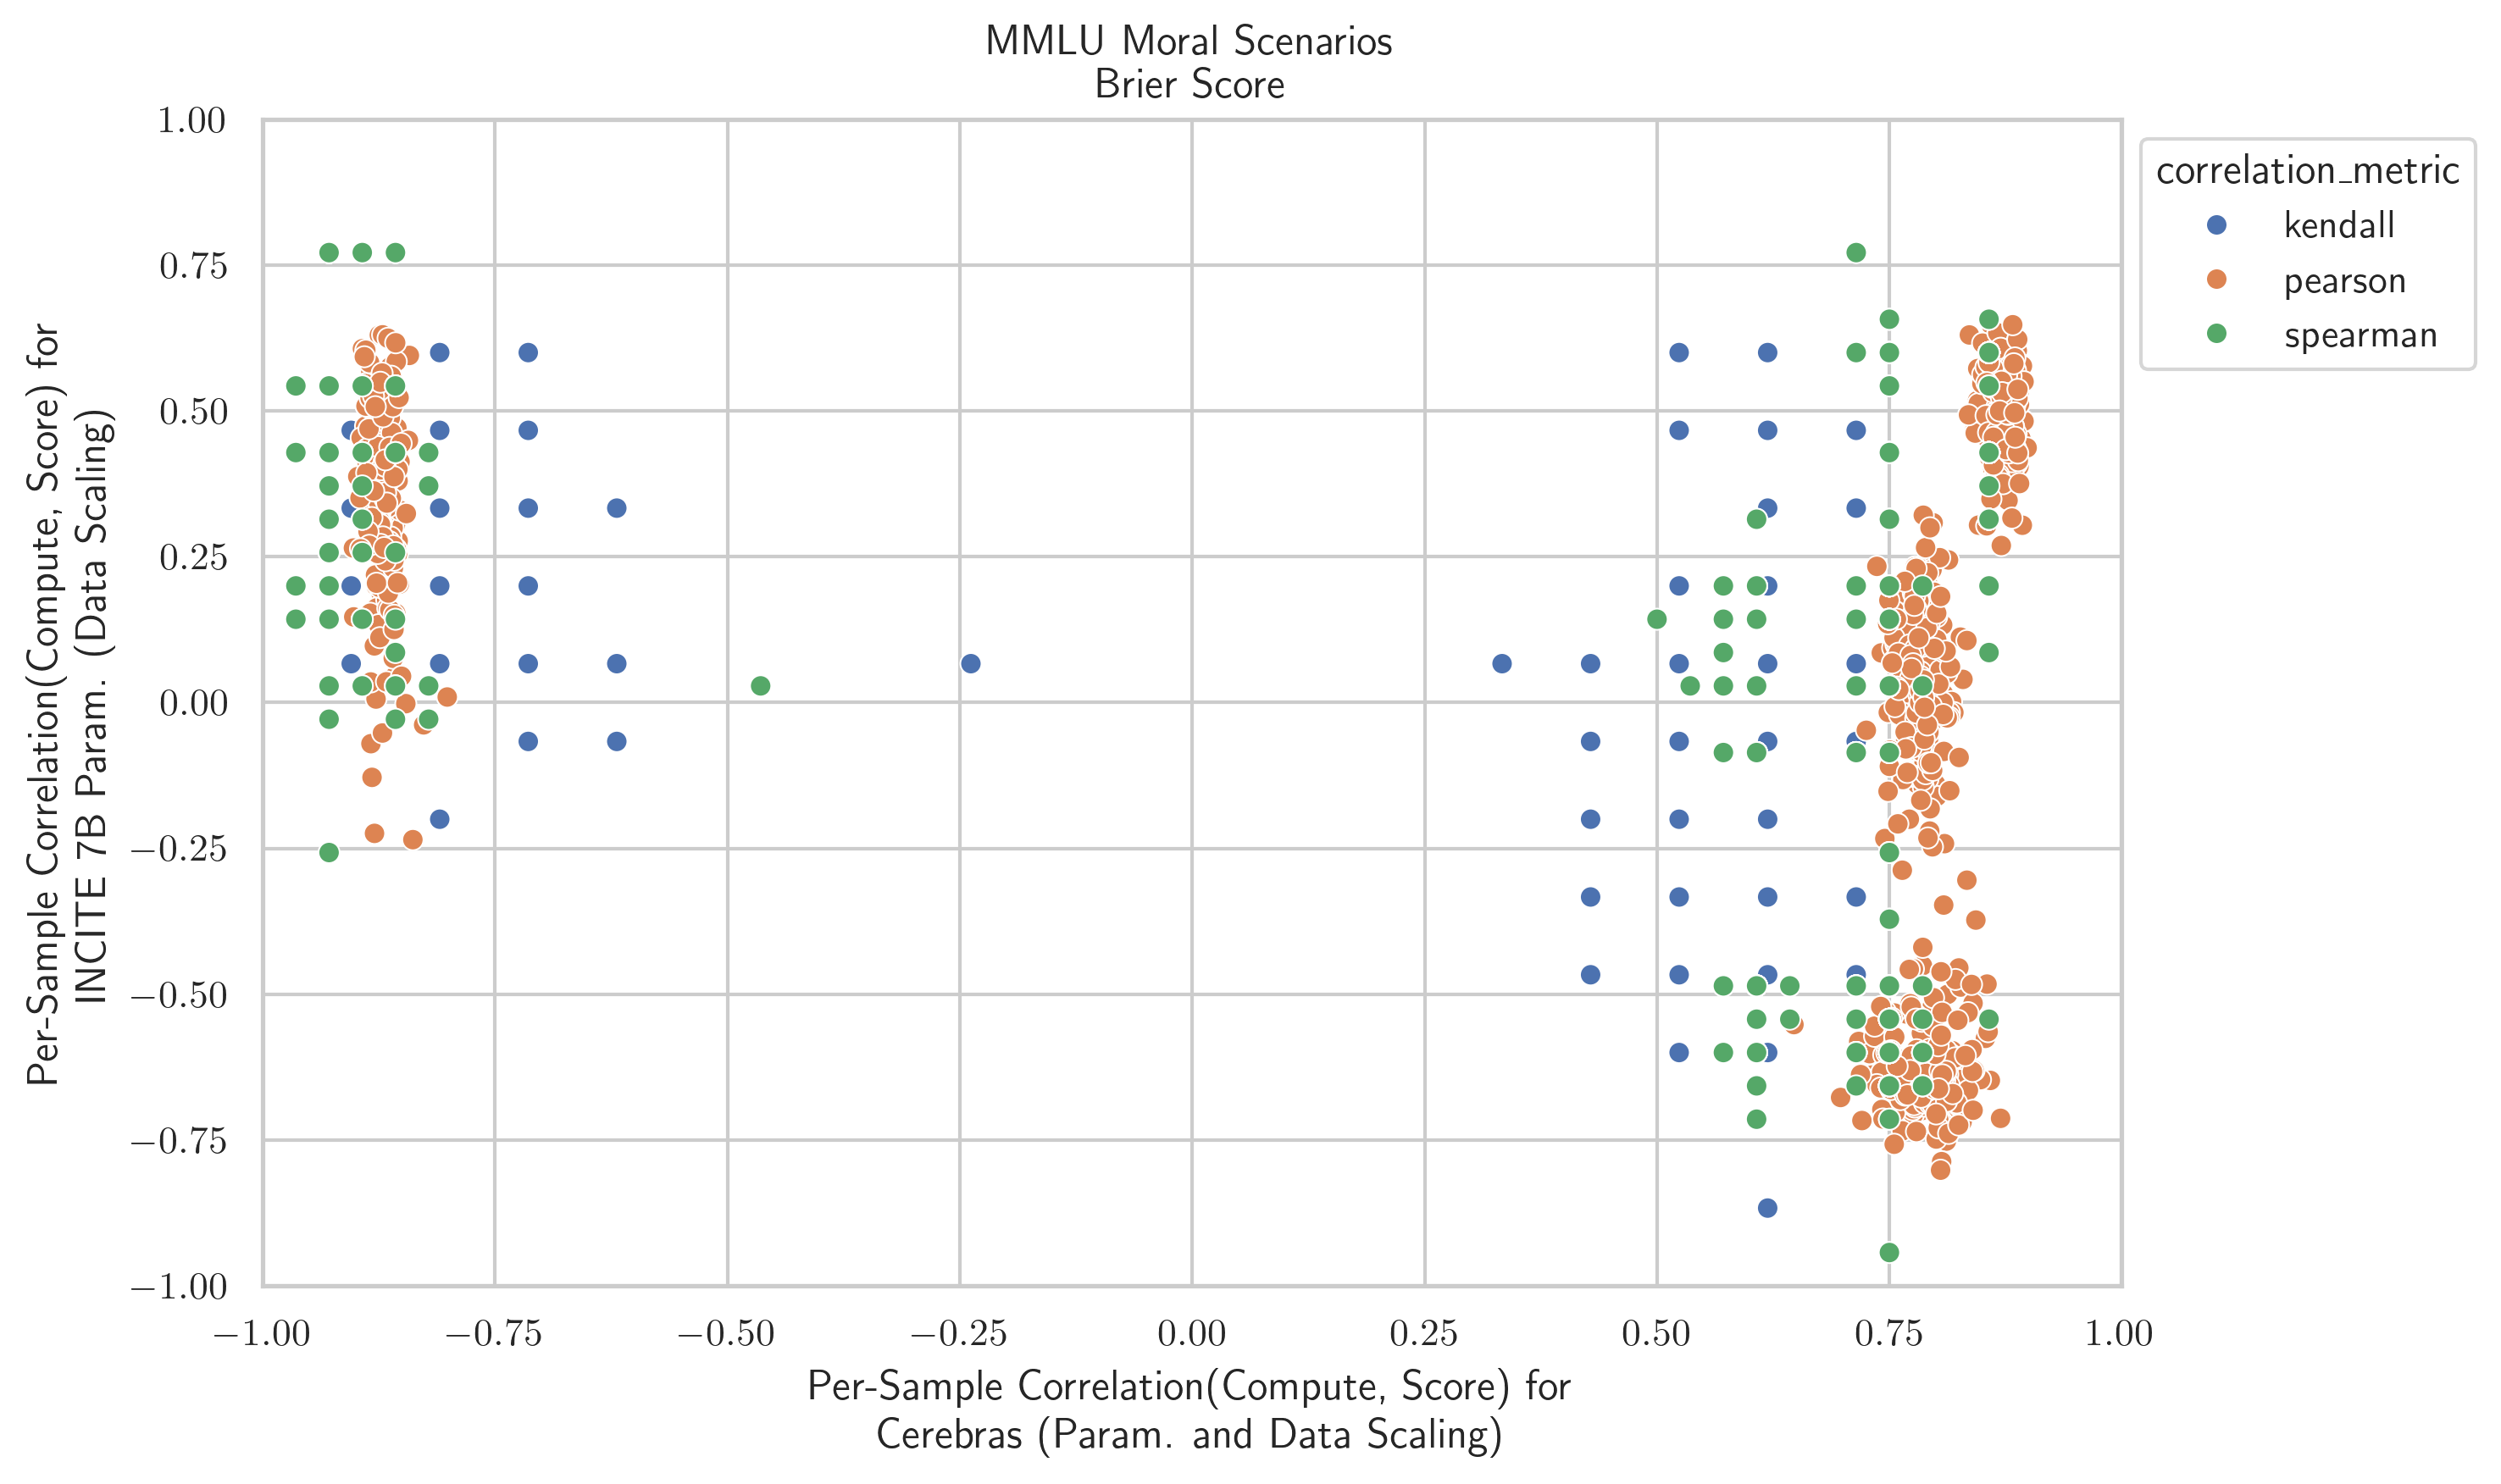 MMLU Moral Scenarios
Brier Score
1.00
0.75
0.50
0.25
0.00
−0.25
−0.50
−0.75
−1.00
Per-Sample Correlation(Compute, Score) for
INCITE 7B Param. (Data Scaling)
−1.00
−0.75
−0.50
−0.25
0.00
0.25
0.50
0.75
1.00
Per-Sample Correlation(Compute, Score) for
Cerebras (Param. and Data Scaling)
correlation_metric
kendall
pearson
spearman